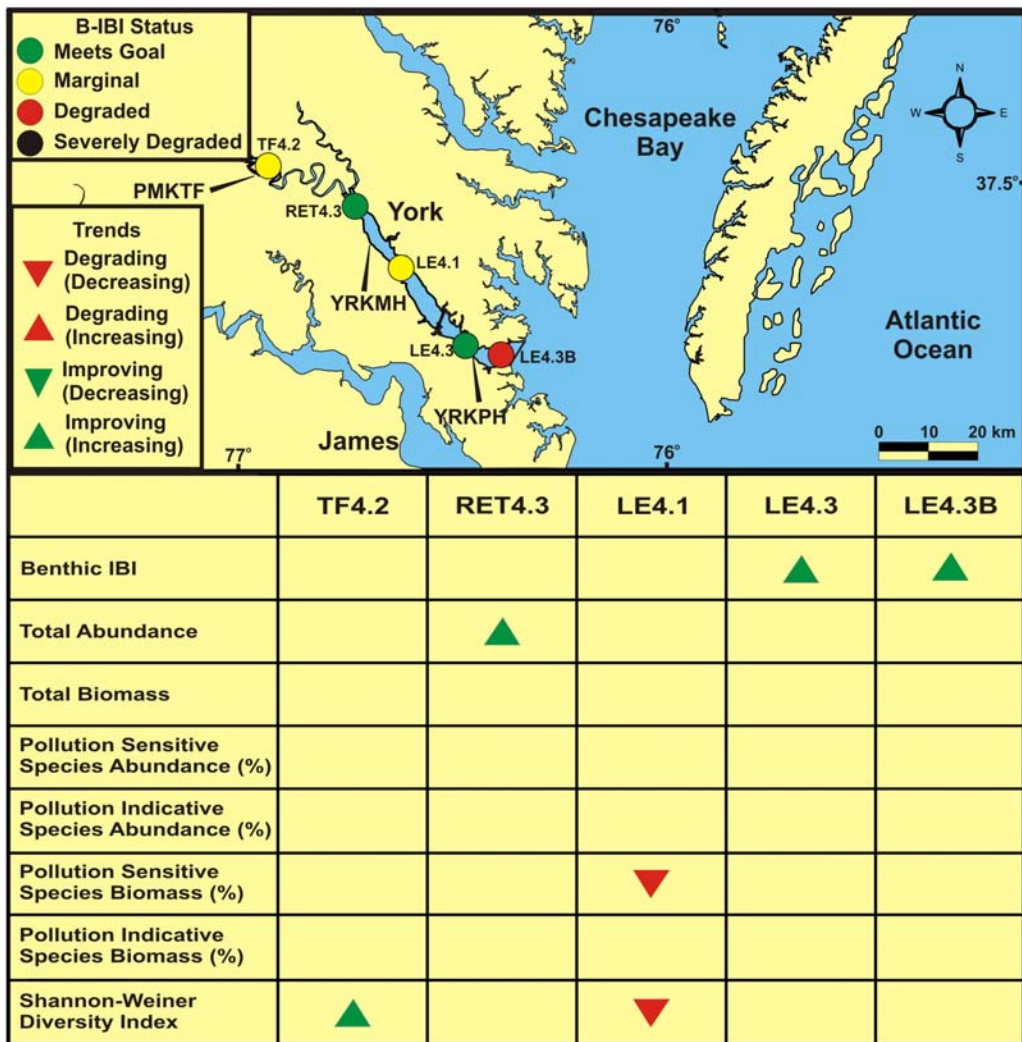 B-IBI Status
Meets Goal
Marginal
Degraded
Severely Degraded
Trends
Degrading
(Decreasing)
Degrading
(Increasing)
Improving
(Decreasing)
Improving
(Increasing)
76°
Chesapeake
Bay
N
W
E
S
TF4.2
PMKTF
37.5°
RET4.3
York
LE4.1
YRKMH
LE4.3
LE4.3B
YRKPH
Atlantic
Ocean
James
77°
76°
0 10 20 km
TF4.2 RET4.3 LE4.1 LE4.3 LE4.3B
Benthic IBI
Total Abundance
Total Biomass
Pollution Sensitive
Species Abundance (%)
Pollution Indicative
Species Abundance (%)
Pollution Sensitive
Species Biomass (%)
Pollution Indicative
Species Biomass (%)
Shannon-Weiner
Diversity Index